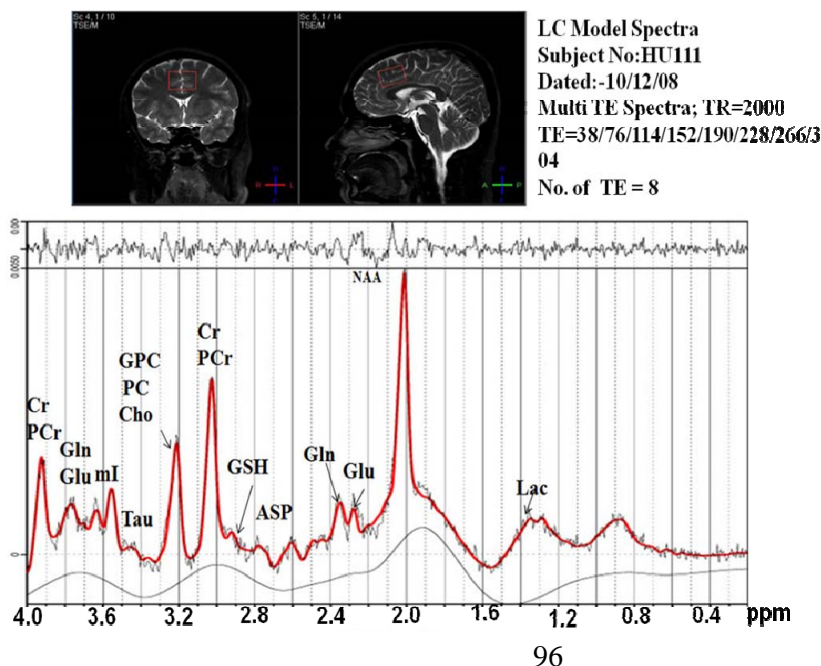 Sc 4, 1 / 10
TSE/M
Sc 5, 1 / 14
TSE/M
R L
A P
LC Model Spectra
Subject No:HU111
Dated:-10/12/08
Multi TE Spectra; TR=2000
TE=38/76/114/152/190/228/266/3
04
No. of TE = 8
NAA
Cr
PCr
GPC
PC
Cho
Cr
PCr
Gln
Glu
mI
Tau
GSH
ASP
Gln
Glu
Lac
0
4.0 3.6 3.2 2.8 2.4 2.0 1.6 1.2 0.8 0.4 ppm
96